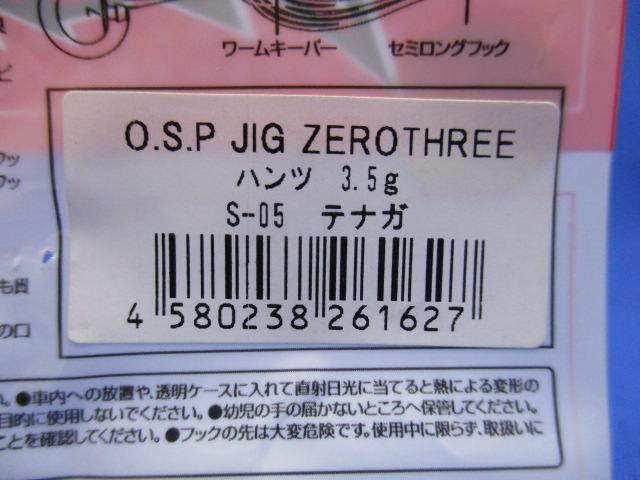 ワームキーパー
セミロングフック
O.S.P JIG ZEROTHREE
ハンツ 3.5g
S-05 テナガ
4 580238 261627
も買
の口
●車内への放置や、透明ケースに入れて直射日光に当てると熱による変形の
目的に使用しないでください。●幼児の手の届かないところへ保管してください。
ことを確認してください。●フックの先は大変危険です。使用中に限らず、取扱いに